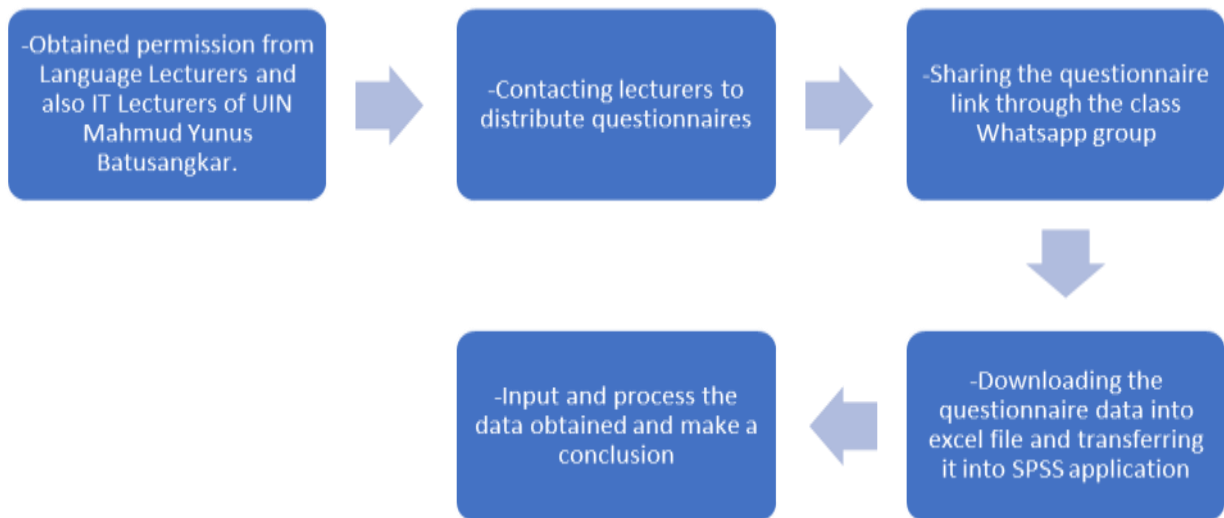 -Obtained permission from
Language Lecturers and
also IT Lecturers of UIN
Mahmud Yunus
Batusangkar.
-Contacting lecturers to
distribute questionnaires
-Sharing the questionnaire
link through the class
Whatsapp group
-Downloading the
questionnaire data into
excel file and transferring
it into SPSS application
-Input and process the
data obtained and make a
conclusion